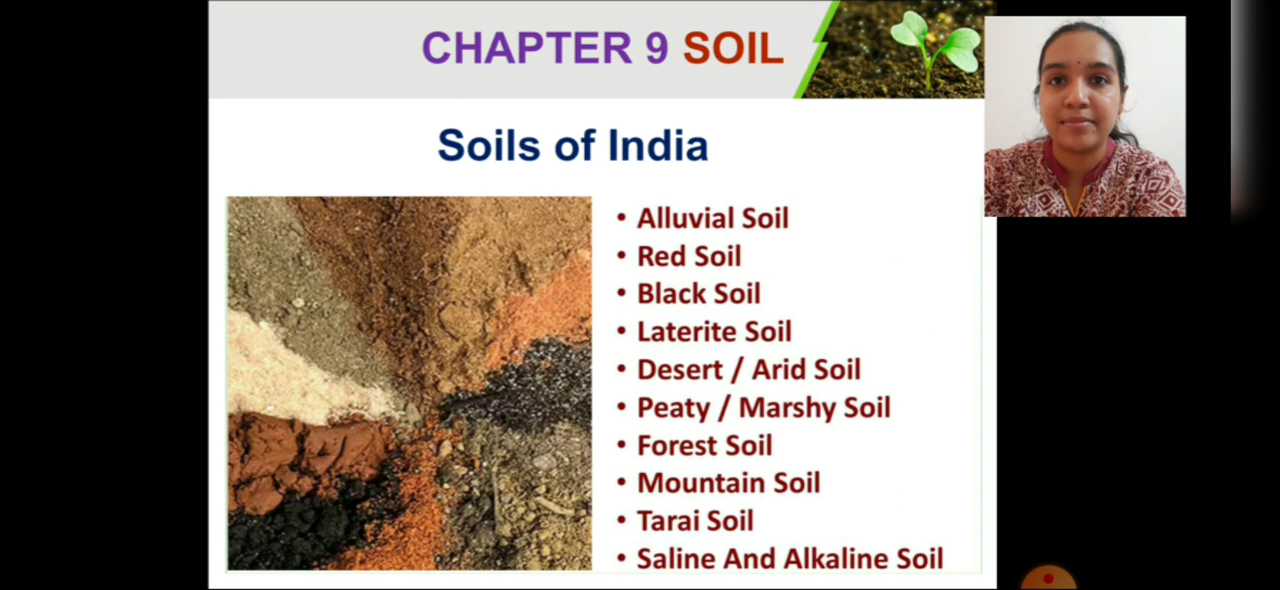 CHAPTER 9 SOIL
Soils of India
• Alluvial Soil
• Red Soil
• Black Soil
• Laterite Soil
• Desert / Arid Soil
• Peaty / Marshy Soil
• Forest Soil
• Mountain Soil
• Tarai Soil
• Saline And Alkaline Soil